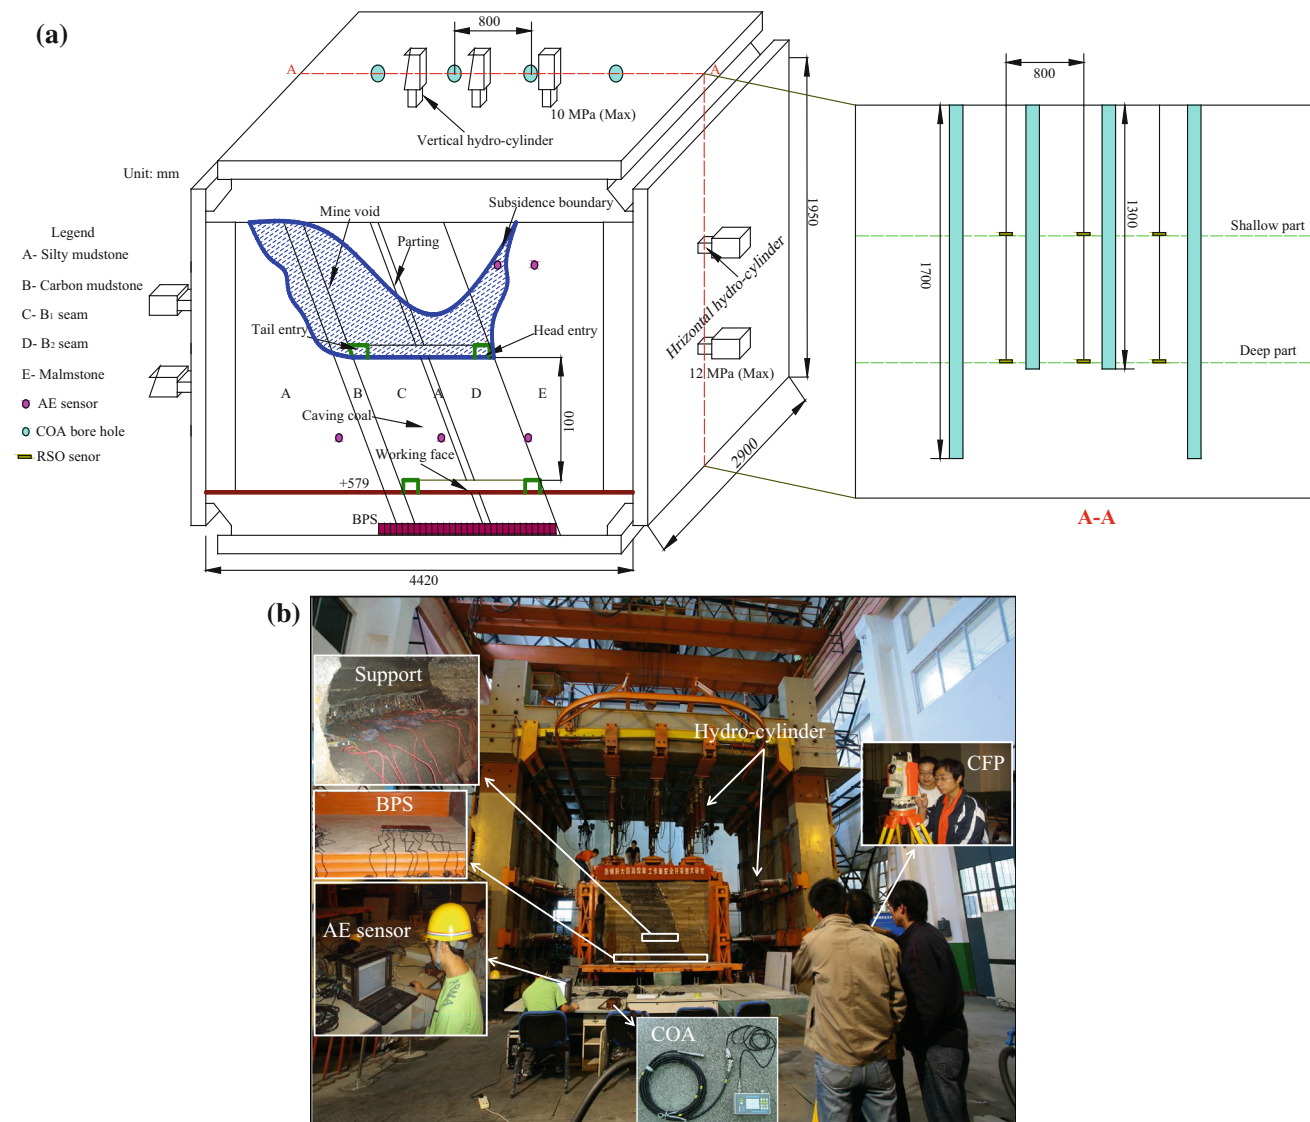 (a)
800
A
A
10 MPa (Max)
Vertical hydro-cylinder
Unit: mm
Mine void
Subsidence boundary
Parting
Legend
A- Silty mudstone
B- Carbon mudstone
C- B1 seam
D- B2 seam
E- Malmstone
AE sensor
COA bore hole
RSO senor
Tail entry
Head entry
A
B
C
A
D
E
Caving coal
100
Working face
+579
BPS
4420
Hrizontal hydro-cylinder
12 MPa (Max)
1950
2900
800
1700
1300
Shallow part
Deep part
A-A
(b)
Support
Hydro-cylinder
CFP
BPS
AE sensor
COA